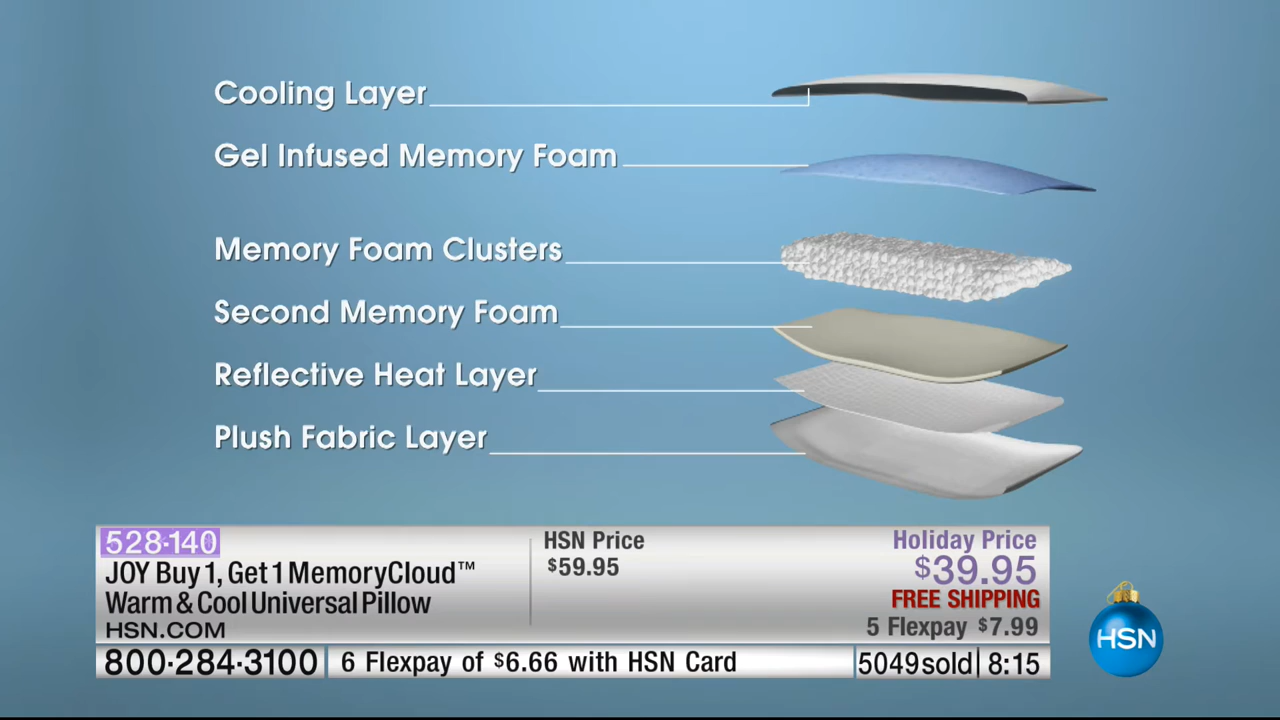 Cooling Layer
Gel Infused Memory Foam
Memory Foam Clusters
Second Memory Foam
Reflective Heat Layer
Plush Fabric Layer
528-140
JOY Buy 1, Get 1 MemoryCloud™
Warm & Cool Universal Pillow
HSN.COM
HSN Price
$59.95
Holiday Price
$39.95
FREE SHIPPING
5 Flexpay $7.99
800·284·3100
6 Flexpay of $6.66 with HSN Card
5049 sold
8:15
HSN